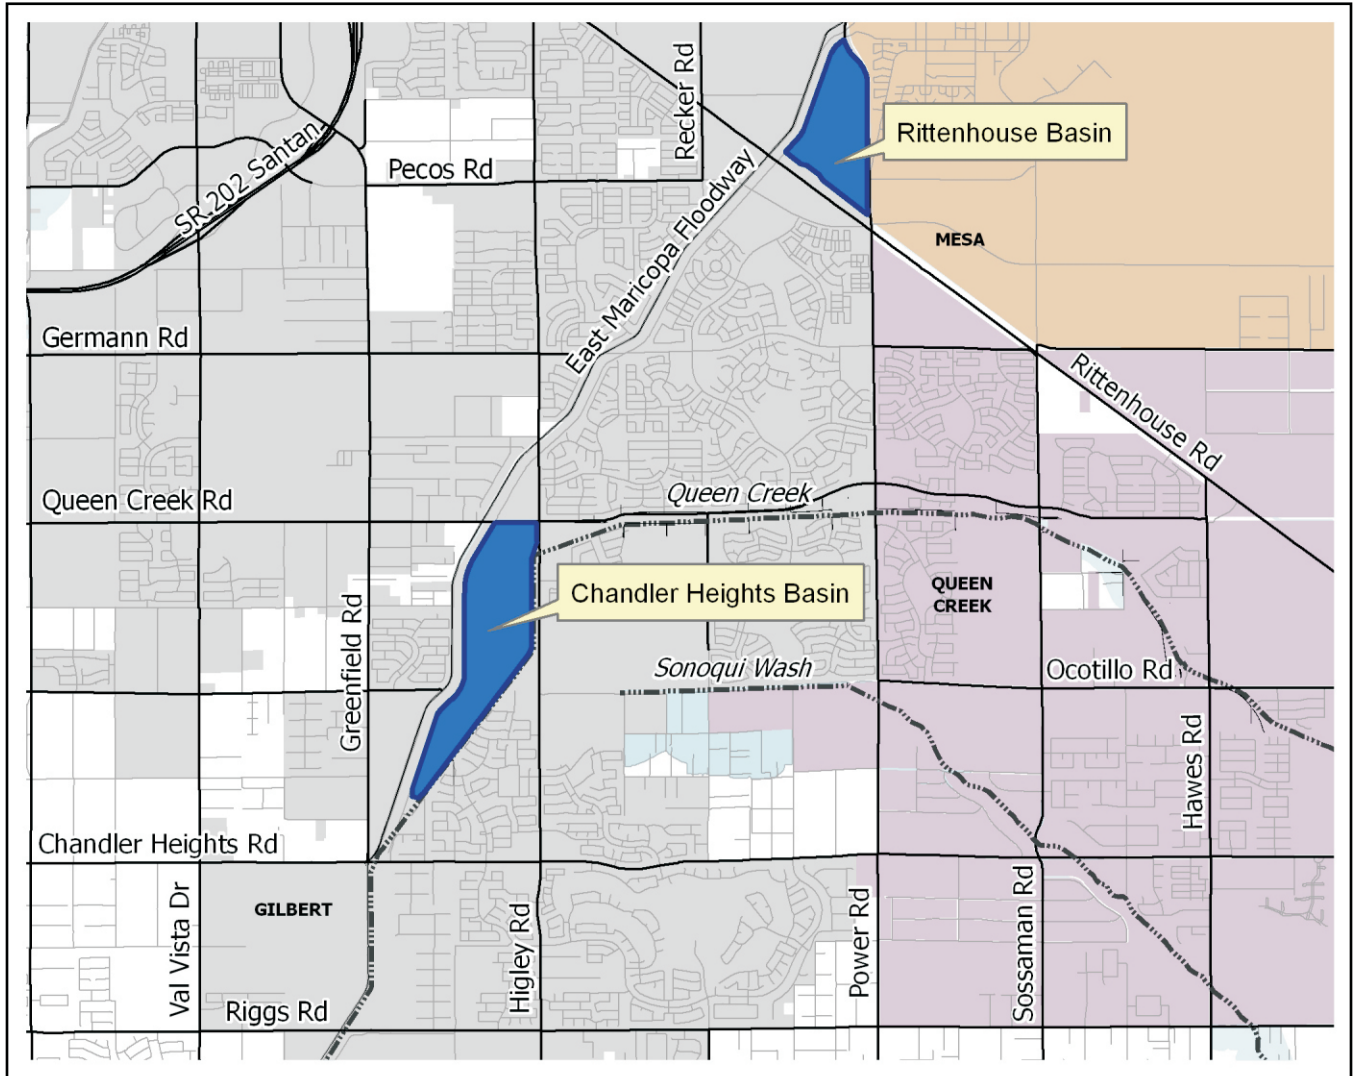 Recker Rd
Rittenhouse Basin
SR 202 Santan
Pecos Rd
East Maricopa Floodway
MESA
Germann Rd
Rittenhouse Rd
Queen Creek Rd
Queen Creek
Chandler Heights Basin
QUEEN
CREEK
Greenfield Rd
Sonoqui Wash
Ocotillo Rd
Hawes Rd
Chandler Heights Rd
Val Vista Dr
GILBERT
Higley Rd
Power Rd
Sossaman Rd
Riggs Rd